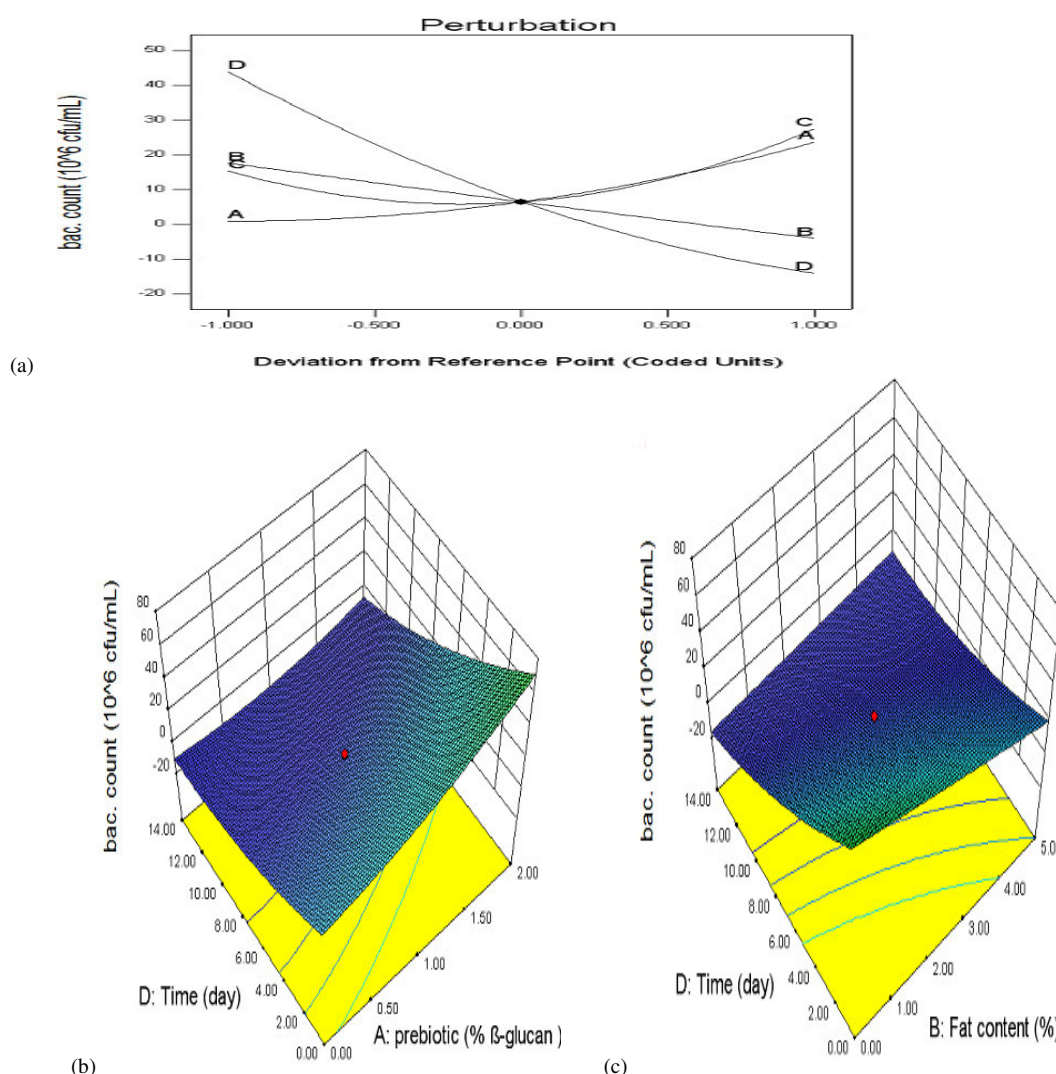 Perturbation
bac. count (10^6 cfu/mL)
50
40
30
20
10
0
-10
-20
D
B
C
A
C
A
B
D
-1.000 -0.500 0.000 0.500 1.000
Deviation from Reference Point (Coded Units)
(a)
bac. count (10^6 cfu/mL)
80
60
40
20
0
-20
14.00
12.00
10.00
8.00
6.00
4.00
2.00
0.00
D: Time (day)
0.00
0.50
1.00
1.50
2.00
A: prebiotic (% ß-glucan )
(b)
bac. count (10^6 cfu/mL)
80
60
40
20
0
-20
14.00
12.00
10.00
8.00
6.00
4.00
2.00
0.00
D: Time (day)
0.00
1.00
2.00
3.00
4.00
5.0
B: Fat content (%)
(c)